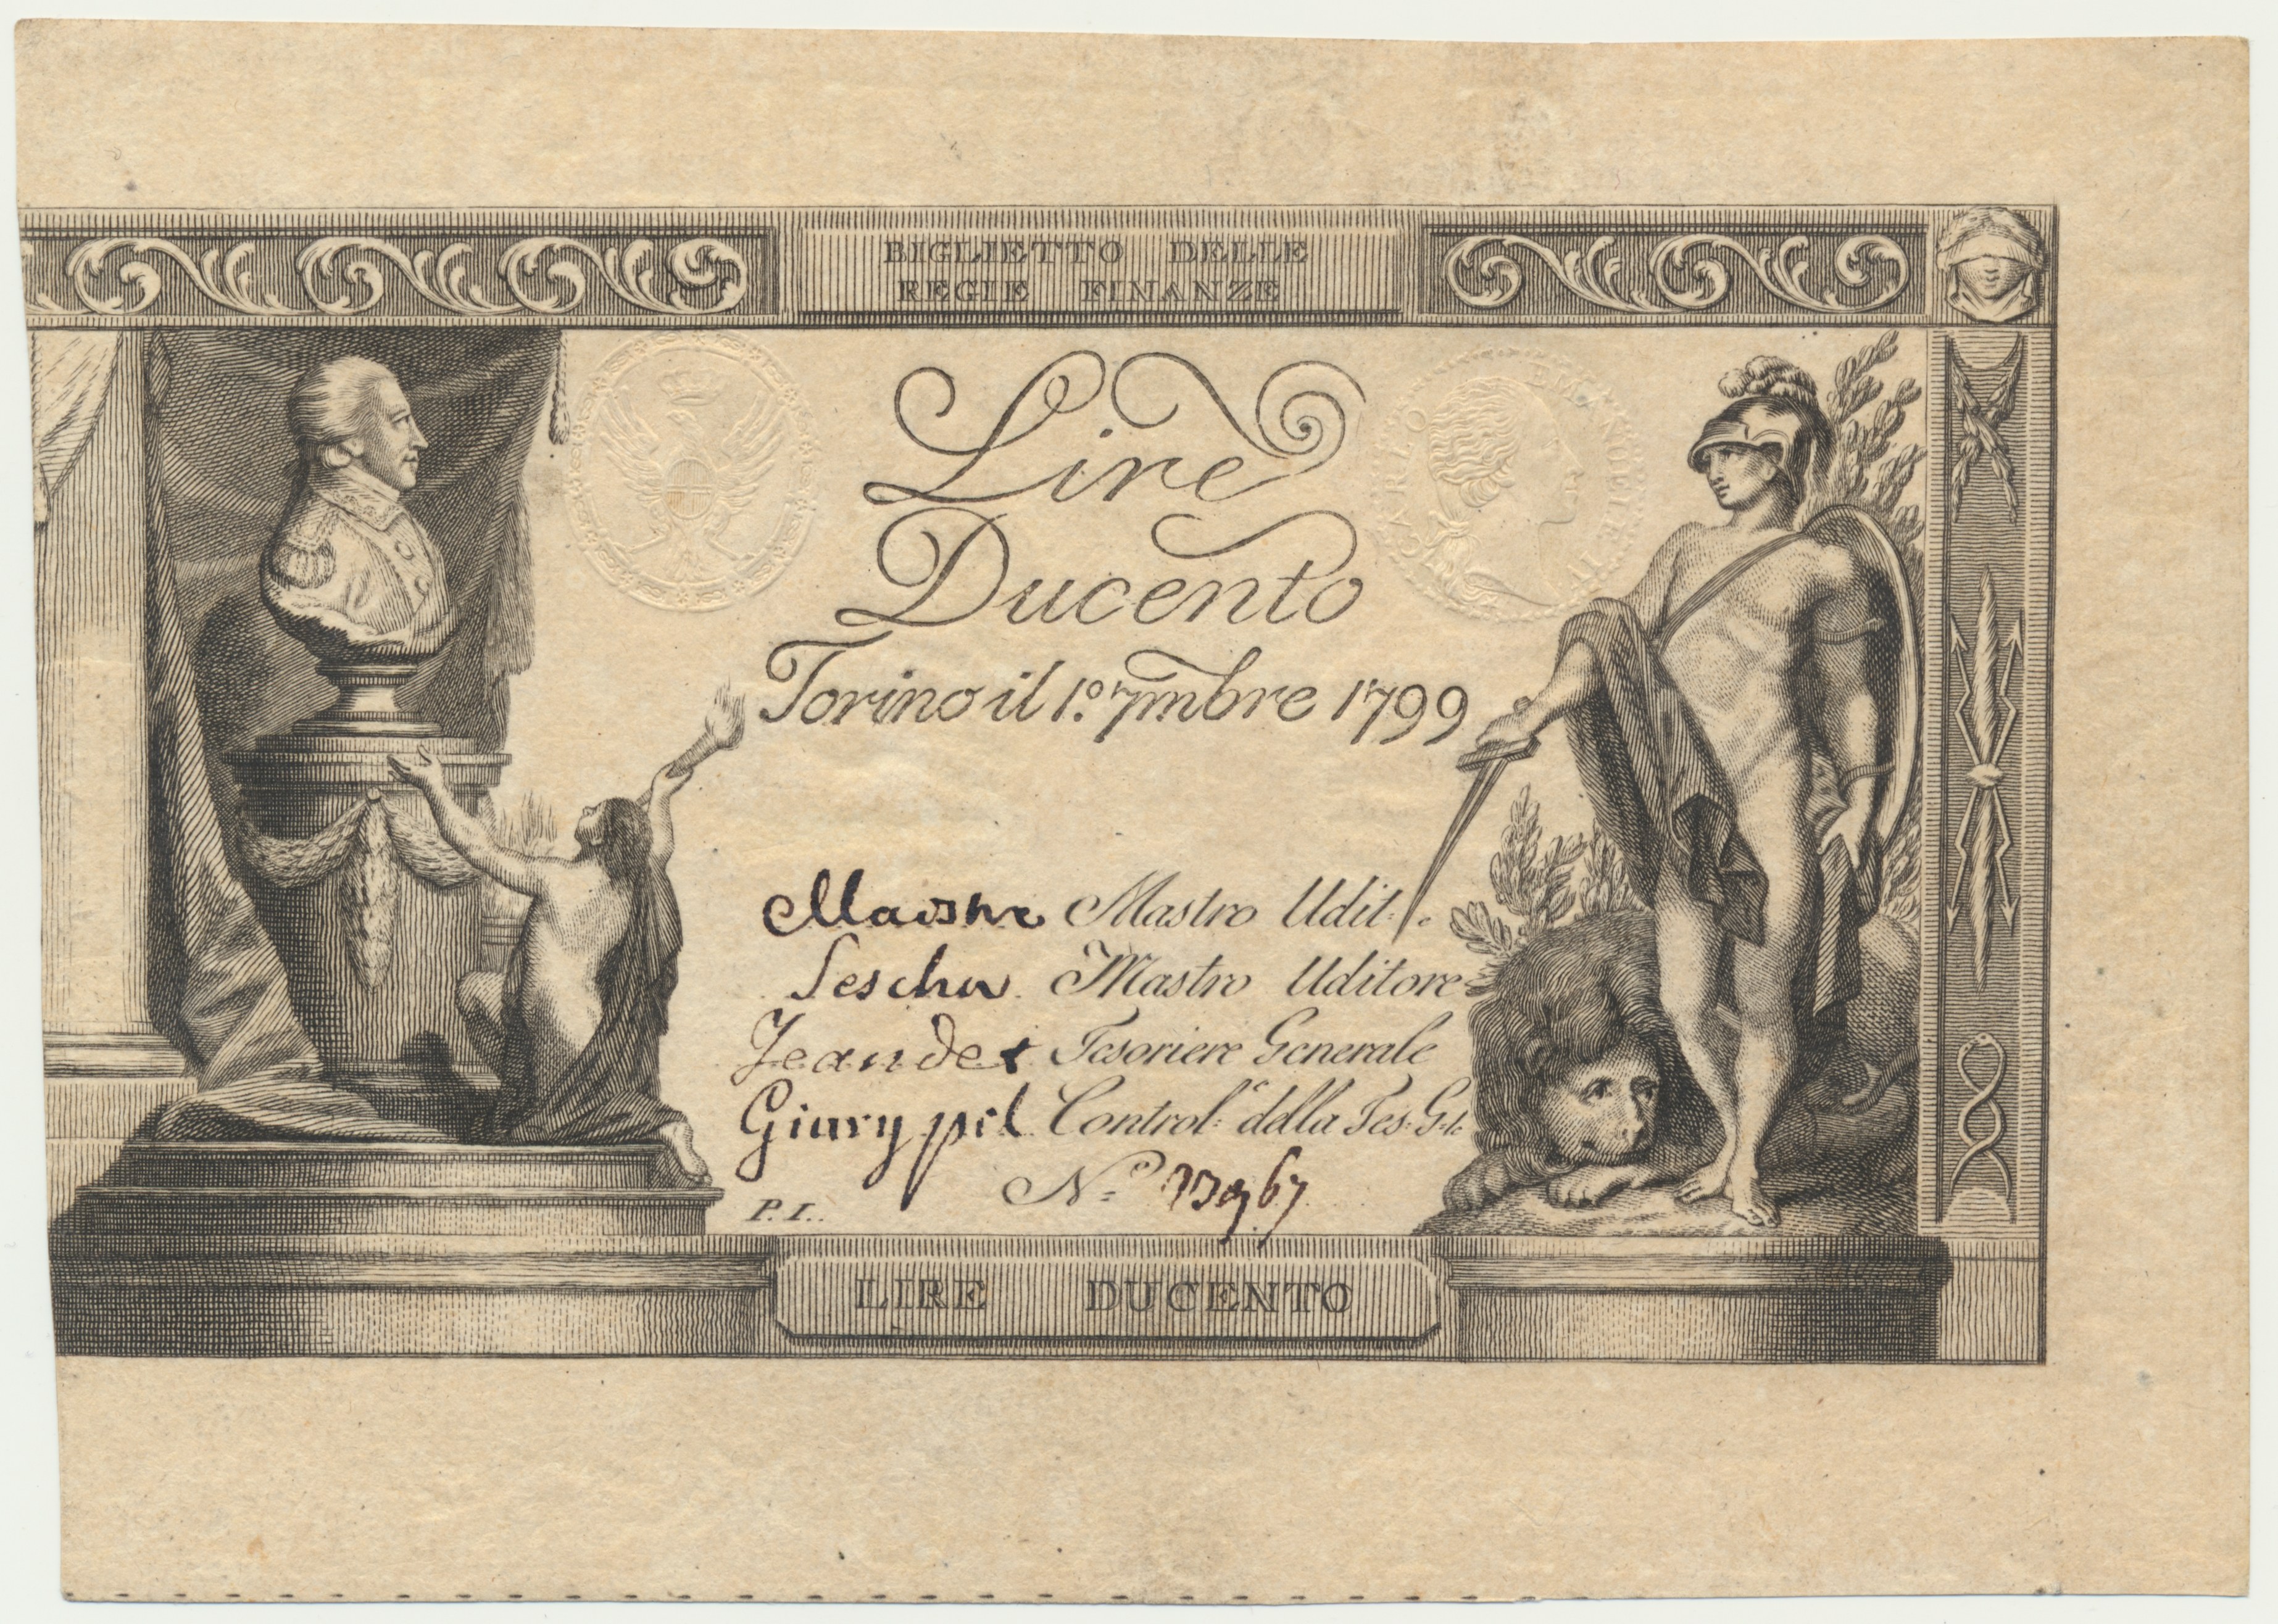 BIGLIETTO DELLE
REGIE FINANZE
CARLO EMANUELE IV
Lire
Ducento
Torino il 1.º 7mbre 1799
Mastro Udit.e
Mastro Uditore
Jeandet Tesoriere Generale
Control.e della Tes: G.le
P. I.. N.º
LIRE DUCENTO